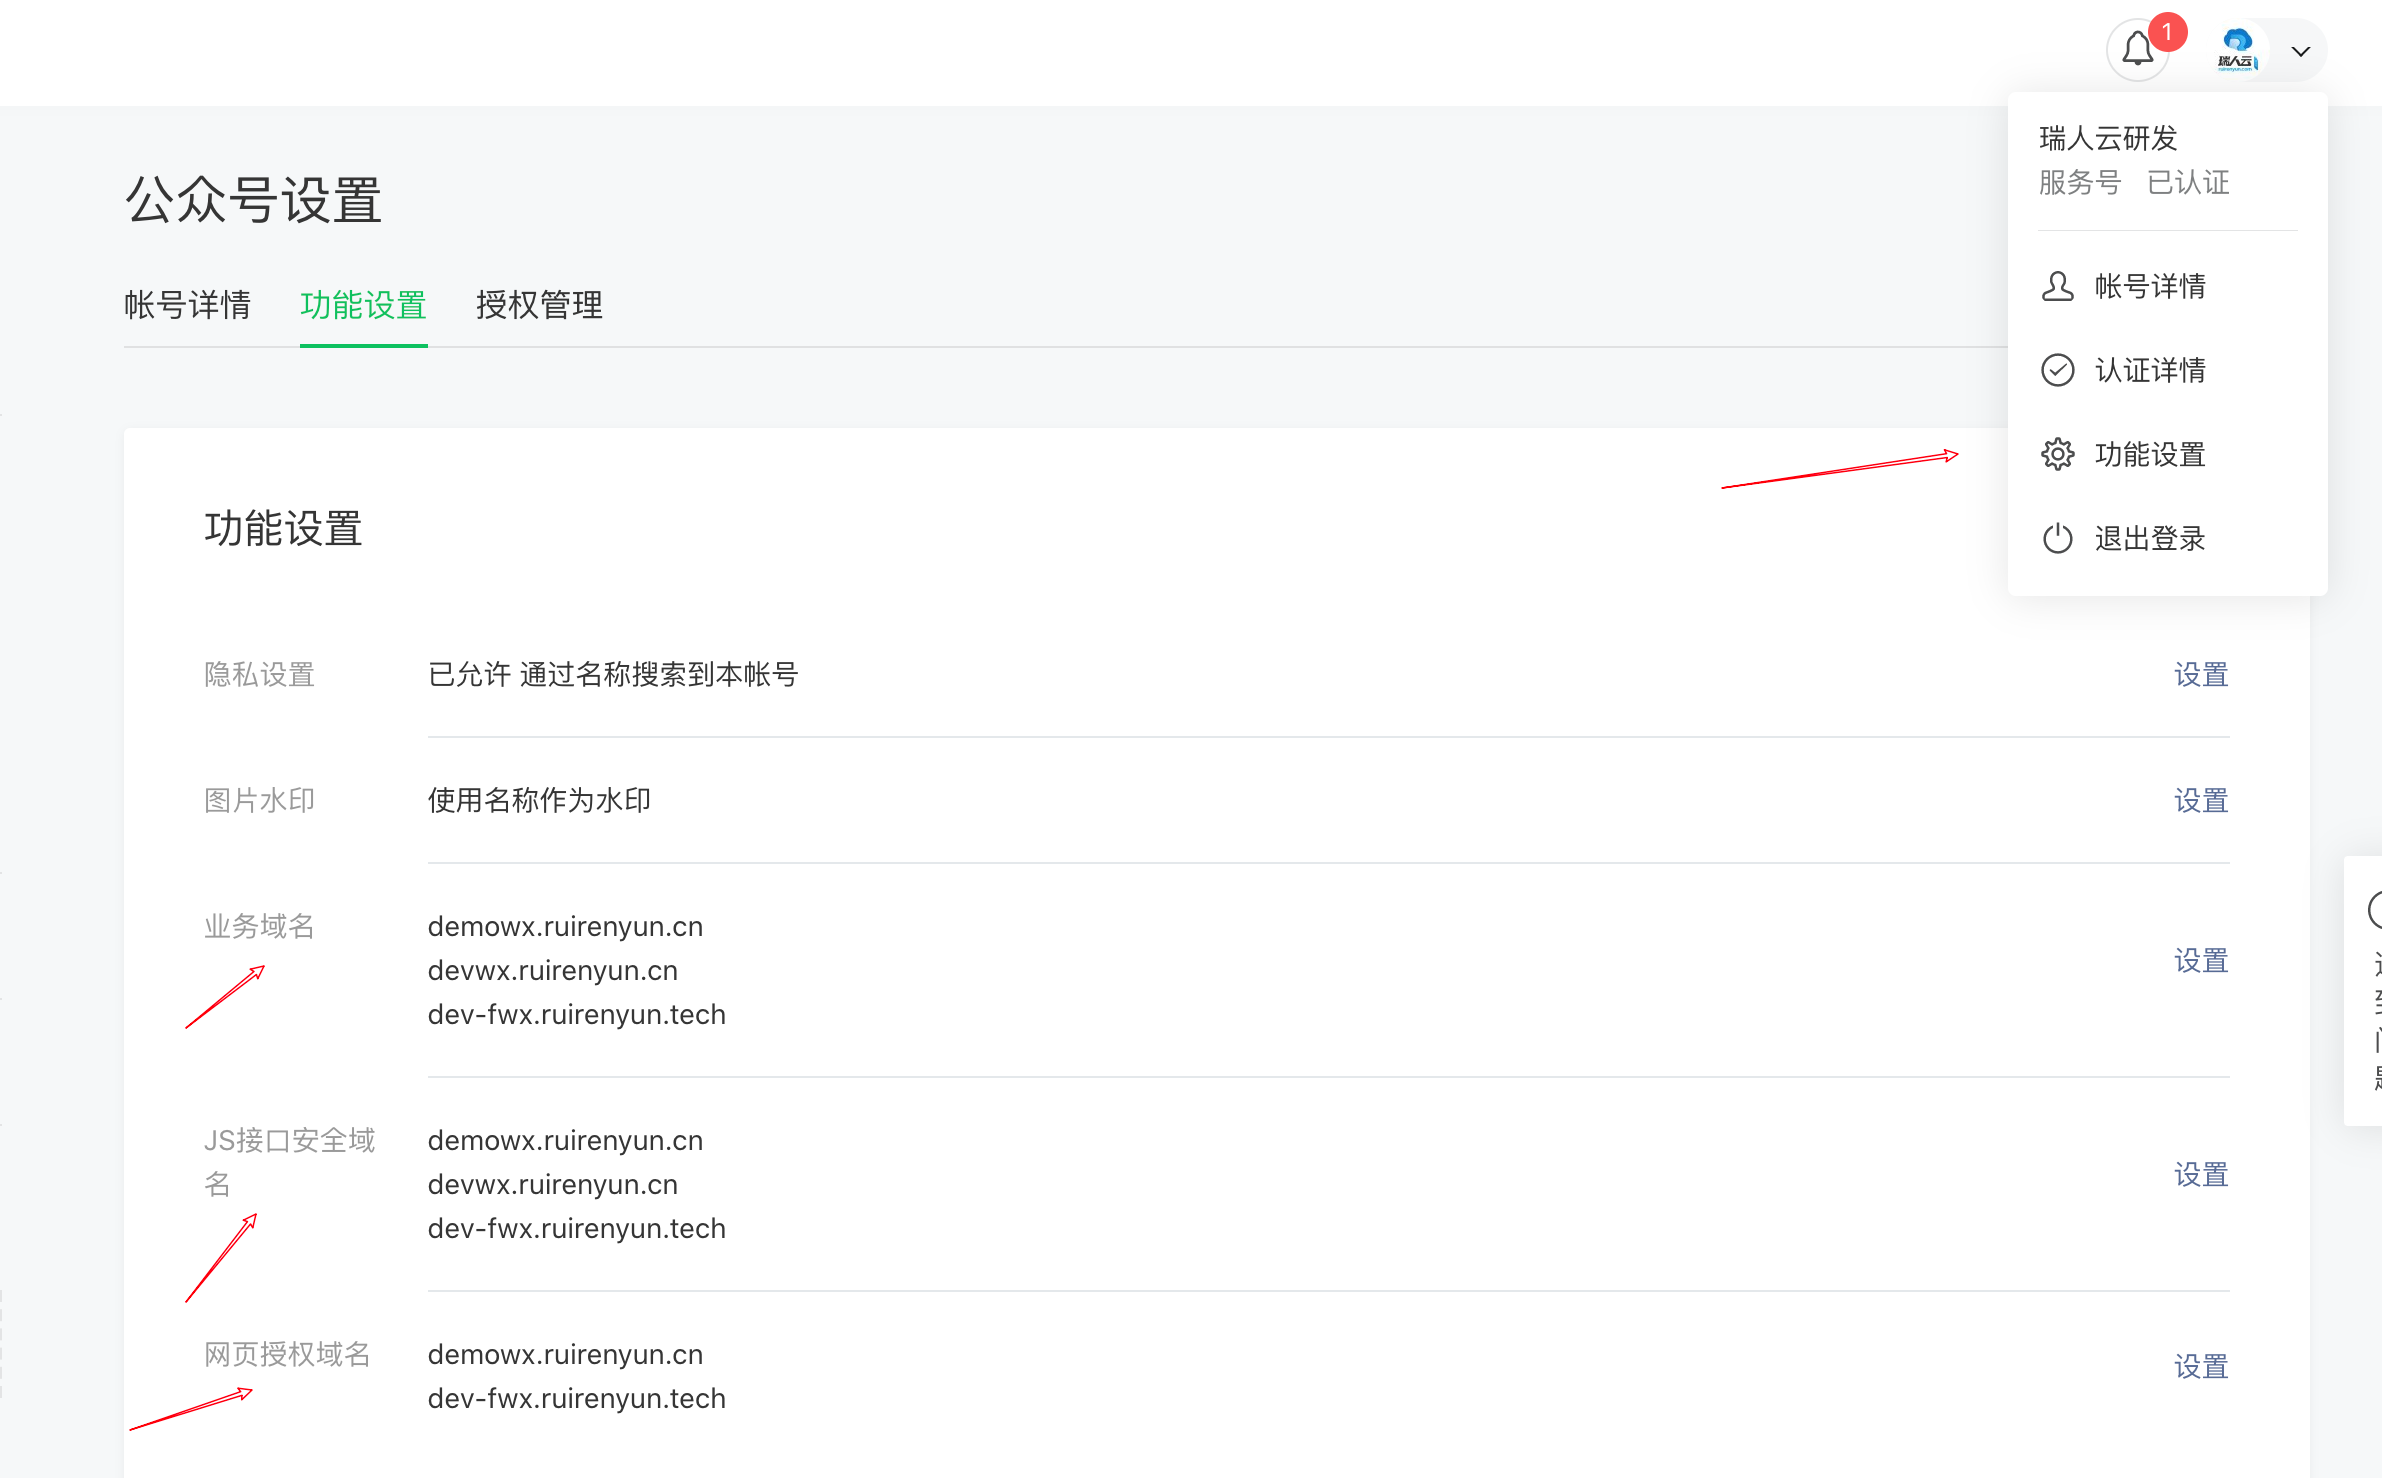 1
瑞人云
瑞人云研发
服务号 已认证
帐号详情
认证详情
功能设置
退出登录
公众号设置
帐号详情 功能设置 授权管理
功能设置
隐私设置 已允许 通过名称搜索到本帐号 设置
图片水印 使用名称作为水印 设置
业务域名 demowx.ruirenyun.cn
devwx.ruirenyun.cn 设置
dev-fwx.ruirenyun.tech
JS接口安全域 demowx.ruirenyun.cn
名 devwx.ruirenyun.cn 设置
dev-fwx.ruirenyun.tech
网页授权域名 demowx.ruirenyun.cn 设置
dev-fwx.ruirenyun.tech